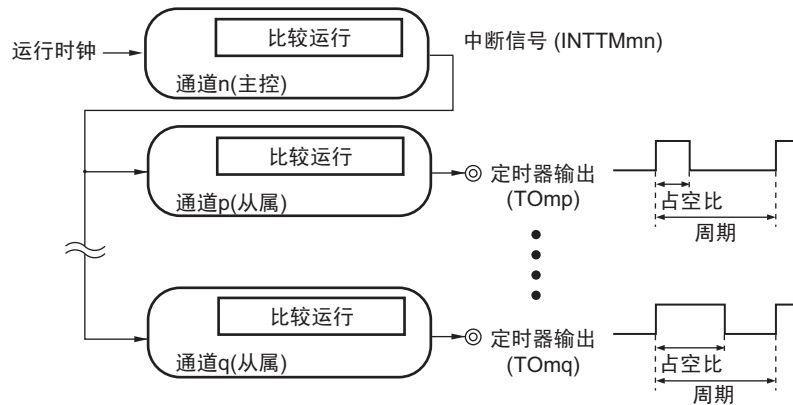 比较运行
运行时钟
中断信号 (INTTMmn)
通道n(主控)
比较运行
定时器输出
(TOmp)
通道p(从属)
占空比
周期
比较运行
定时器输出
(TOmq)
通道q(从属)
占空比
周期